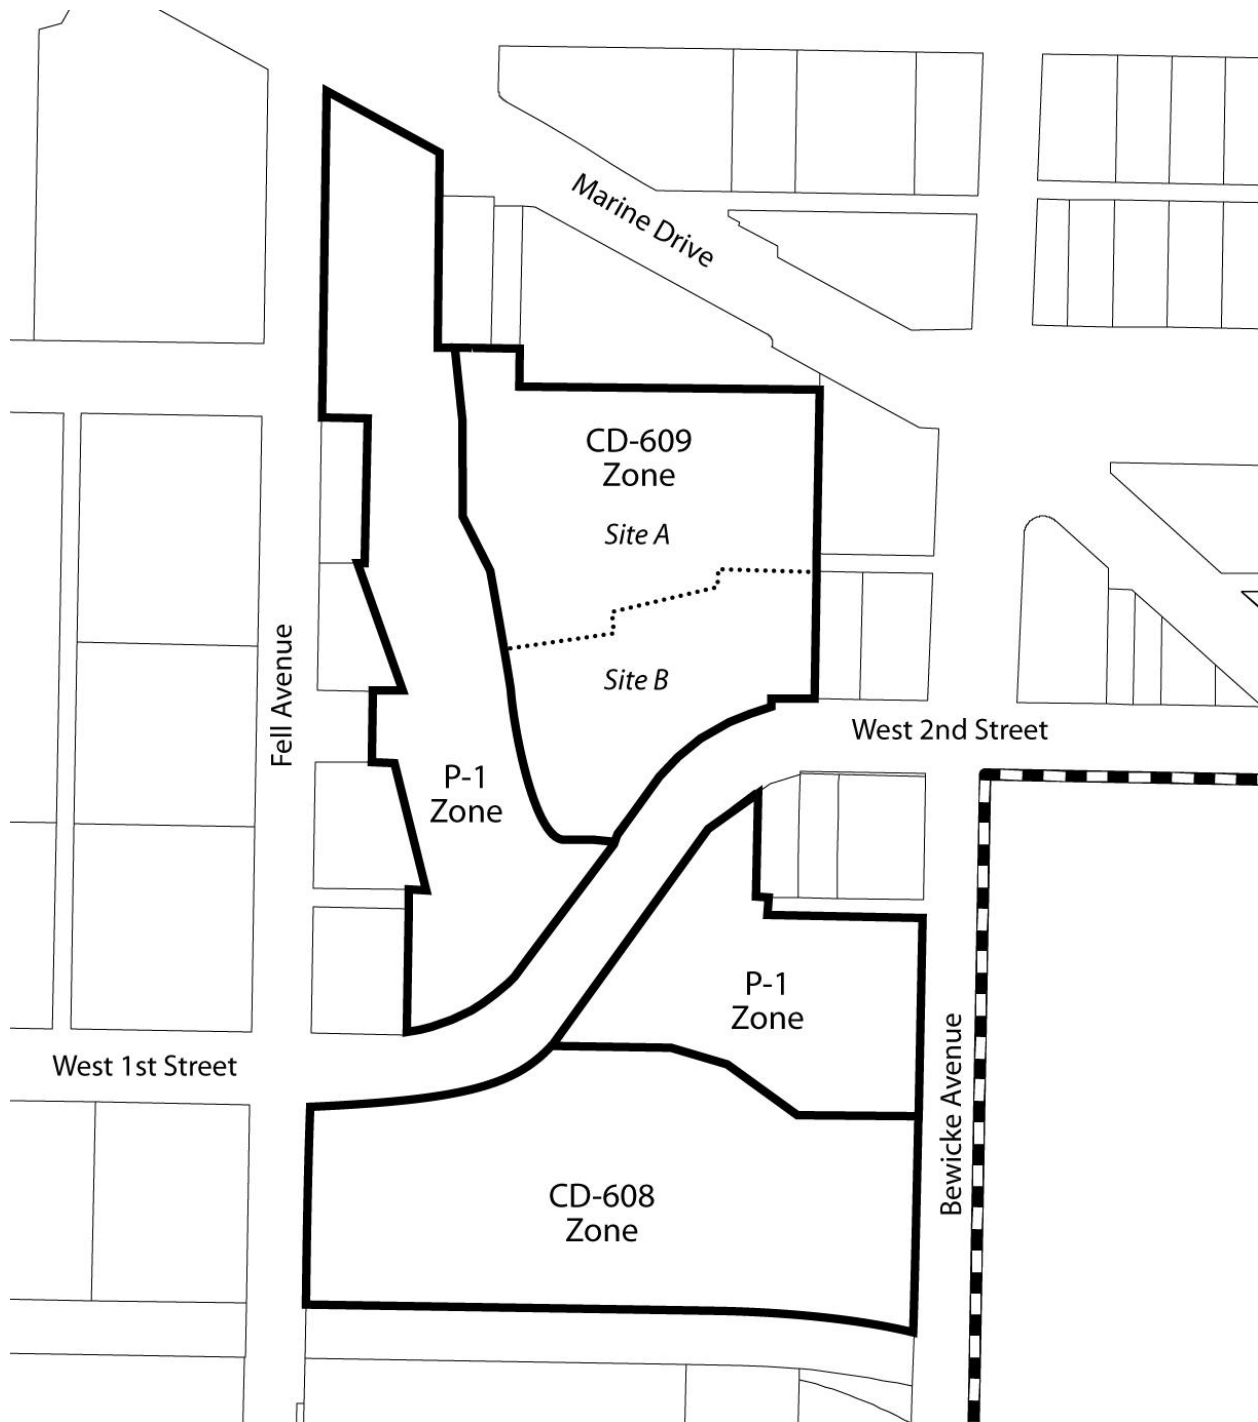 Marine Drive
CD-609
Zone
Site A
Site B
Fell Avenue
West 2nd Street
P-1
Zone
P-1
Zone
West 1st Street
Bewicke Avenue
CD-608
Zone